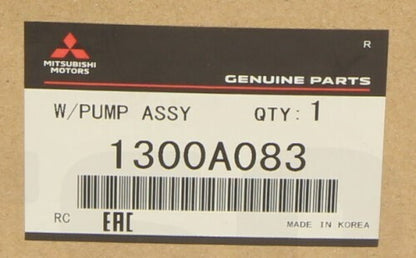 R
MITSUBISHI
MOTORS
GENUINE PARTS
W/PUMP ASSY QTY: 1
1300A083
RC EAC MADE IN KOREA